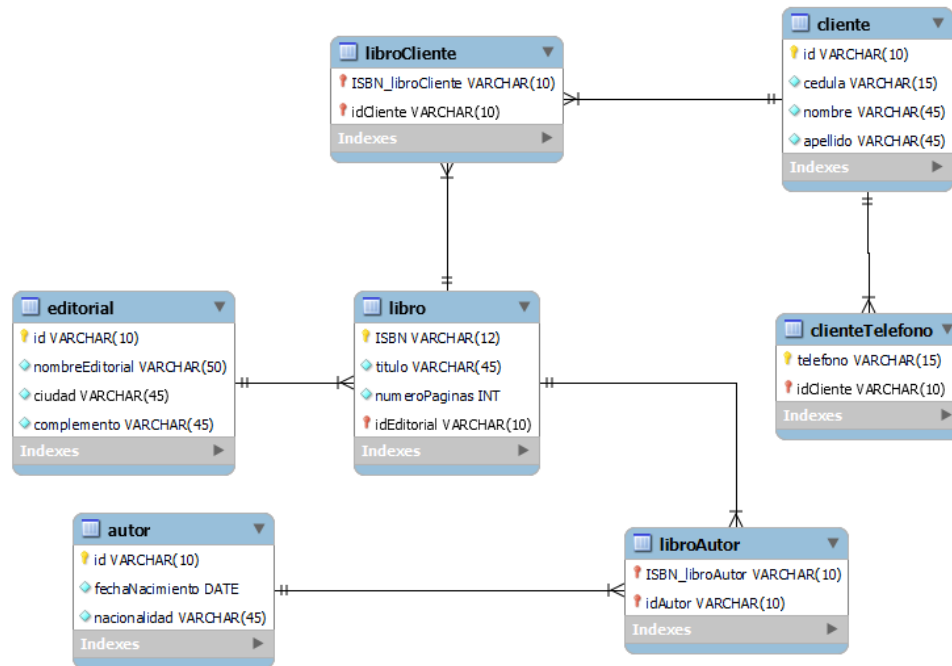 libroCliente
ISBN_libroCliente VARCHAR(10)
idCliente VARCHAR(10)
Indexes
cliente
id VARCHAR(10)
cedula VARCHAR(15)
nombre VARCHAR(45)
apellido VARCHAR(45)
Indexes
editorial
id VARCHAR(10)
nombreEditorial VARCHAR(50)
ciudad VARCHAR(45)
complemento VARCHAR(45)
Indexes
libro
ISBN VARCHAR(12)
titulo VARCHAR(45)
numeroPaginas INT
idEditorial VARCHAR(10)
Indexes
clienteTelefono
telefono VARCHAR(15)
idCliente VARCHAR(10)
Indexes
autor
id VARCHAR(10)
fechaNacimiento DATE
nacionalidad VARCHAR(45)
Indexes
libroAutor
ISBN_libroAutor VARCHAR(10)
idAutor VARCHAR(10)
Indexes